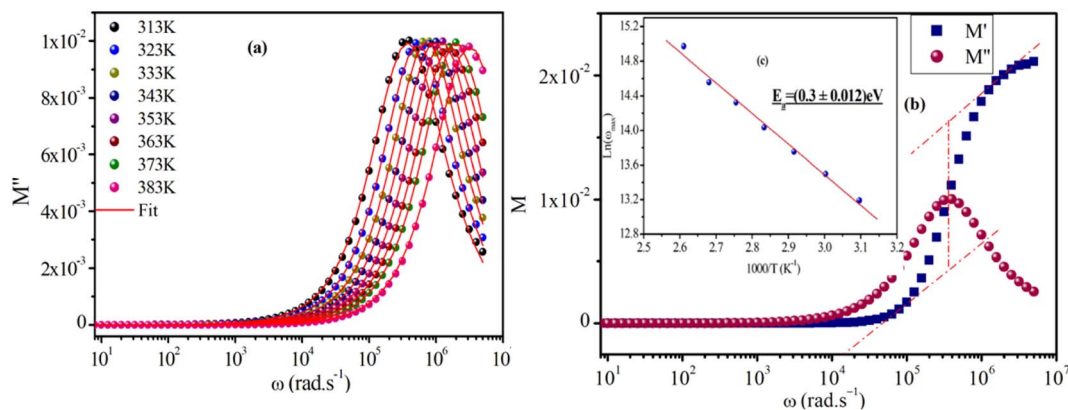 (a)
313K
323K
333K
343K
353K
363K
373K
383K
Fit
M''
1x10⁻²
8x10⁻³
6x10⁻³
4x10⁻³
2x10⁻³
0
10¹ 10² 10³ 10⁴ 10⁵ 10⁶ 10
ω (rad.s⁻¹)
M'
M''
(b)
M
2x10⁻²
1x10⁻²
0
10¹ 10² 10³ 10⁴ 10⁵ 10⁶ 10⁷
ω (rad.s⁻¹)
(c)
E =(0.3 ± 0.012)eV
Ln(ω
max
)
15.2
14.8
14.4
14.0
13.6
13.2
12.8
2.5 2.6 2.7 2.8 2.9 3.0 3.1 3.2
1000/T (K⁻¹)